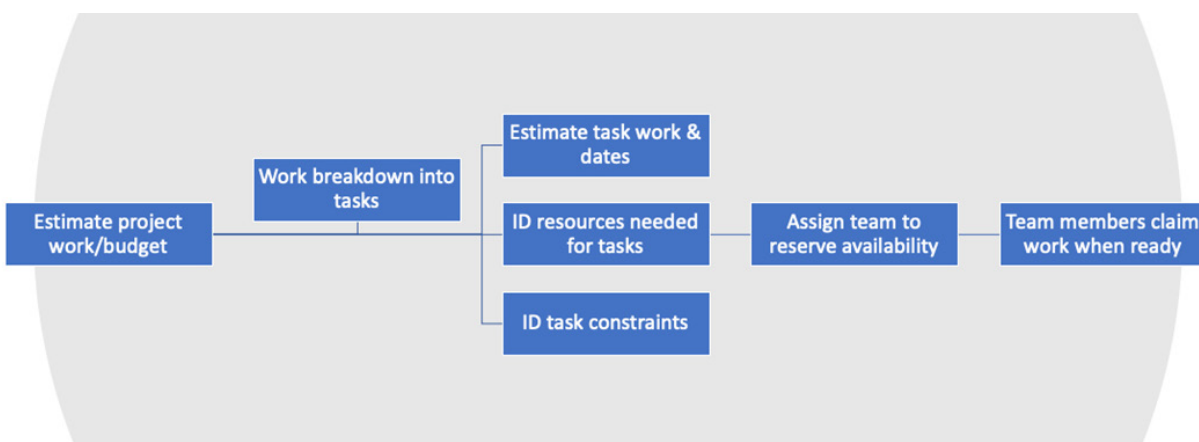 Estimate project
work/budget
Work breakdown into
tasks
Estimate task work &
dates
ID resources needed
for tasks
ID task constraints
Assign team to
reserve availability
Team members claim
work when ready